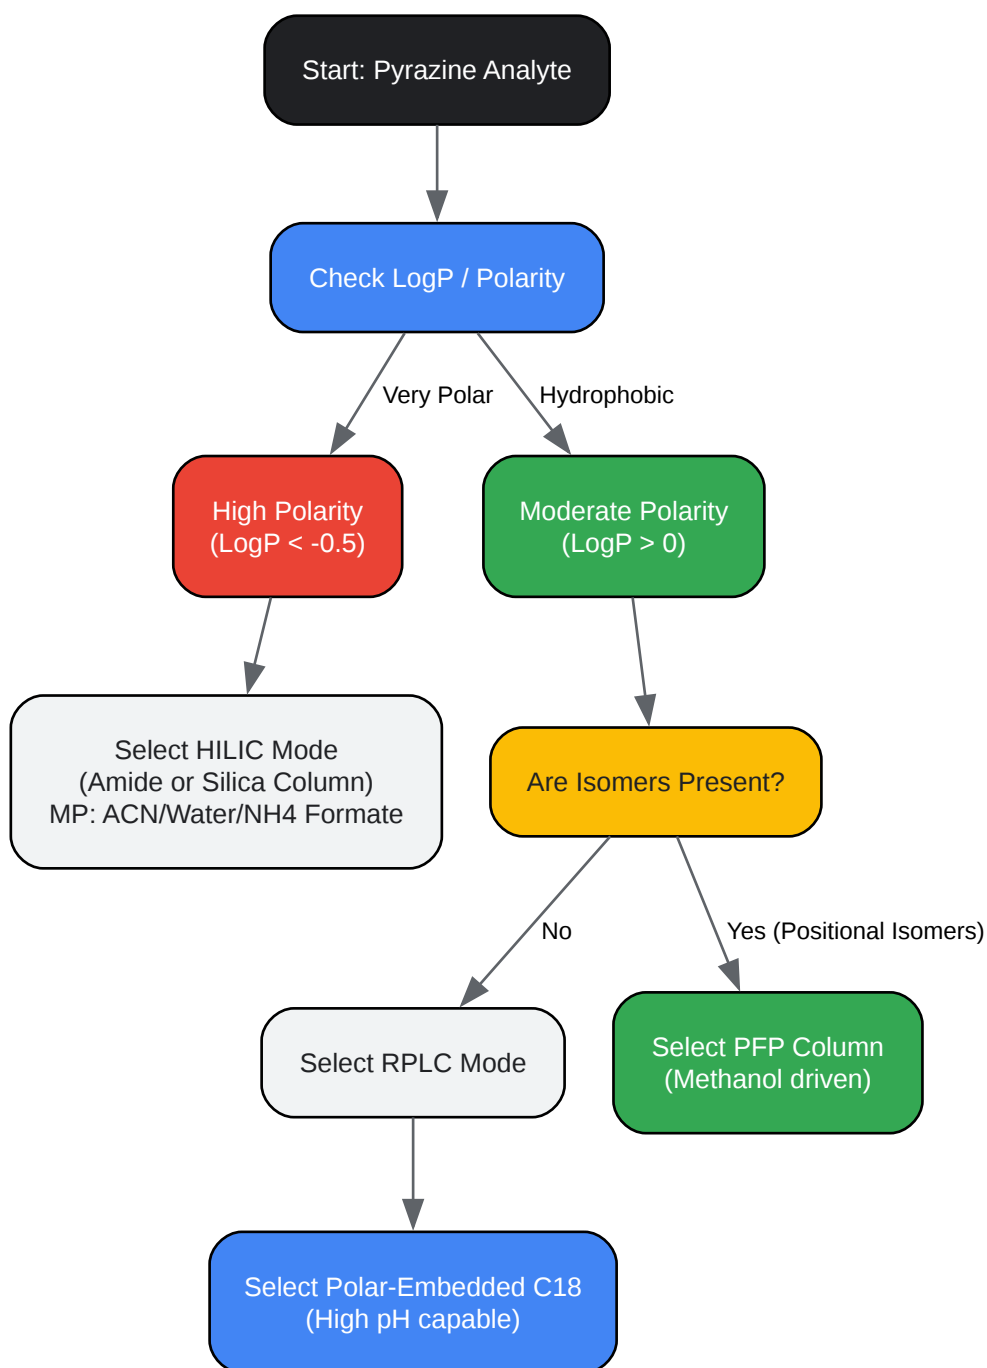 Start: Pyrazine Analyte
Check LogP / Polarity
Very Polar
Hydrophobic
High Polarity
(LogP < -0.5)
Moderate Polarity
(LogP > 0)
Select HILIC Mode
(Amide or Silica Column)
MP: ACN/Water/NH4 Formate
Are Isomers Present?
No
Yes (Positional Isomers)
Select RPLC Mode
Select PFP Column
(Methanol driven)
Select Polar-Embedded C18
(High pH capable)